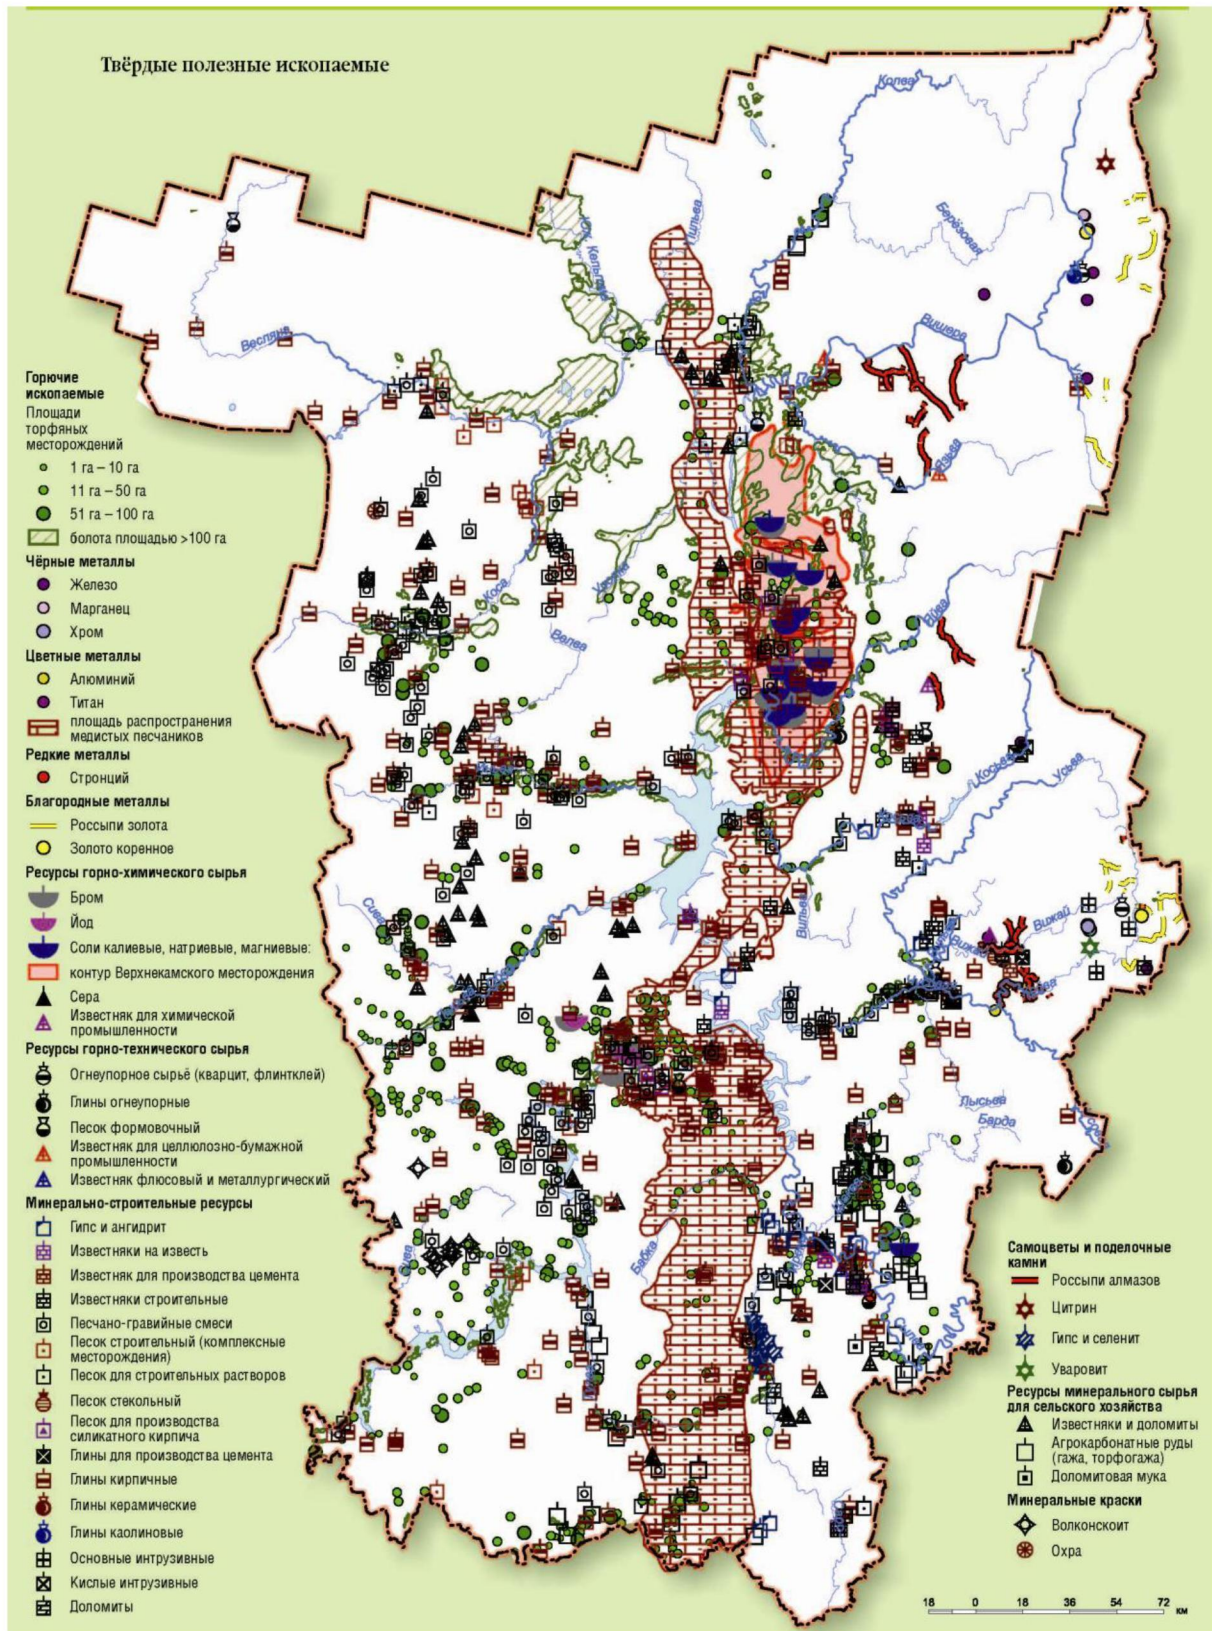 Твёрдые полезные ископаемые
Колва
Берёзовая
Весляна
Вишера
Коса
Велва
Косьва
Усьва
Вижай
Вижай
Сива
Вильва
Лысьва
Барда
Бабка
Горючие
ископаемые
Площади
торфяных
месторождений
1 га – 10 га
11 га – 50 га
51 га – 100 га
болота площадью >100 га
Чёрные металлы
Железо
Марганец
Хром
Цветные металлы
Алюминий
Титан
площадь распространения
медистых песчаников
Редкие металлы
Стронций
Благородные металлы
Россыпи золота
Золото коренное
Ресурсы горно-химического сырья
Бром
Йод
Соли калиевые, натриевые, магниевые:
контур Верхнекамского месторождения
Сера
Известняк для химической
промышленности
Ресурсы горно-технического сырья
Огнеупорное сырьё (кварцит, флинтклей)
Глины огнеупорные
Песок формовочный
Известняк для целлюлозно-бумажной
промышленности
Известняк флюсовый и металлургический
Минерально-строительные ресурсы
Гипс и ангидрит
Известняки на известь
Известняк для производства цемента
Известняки строительные
Песчано-гравийные смеси
Песок строительный (комплексные
месторождения)
Песок для строительных растворов
Песок стекольный
Песок для производства
силикатного кирпича
Глины для производства цемента
Глины кирпичные
Глины керамические
Глины каолиновые
Основные интрузивные
Кислые интрузивные
Доломиты
Самоцветы и поделочные
камни
Россыпи алмазов
Цитрин
Гипс и селенит
Уваровит
Ресурсы минерального сырья
для сельского хозяйства
Известняки и доломиты
Агрокарбонатные руды
(гажа, торфогажа)
Доломитовая мука
Минеральные краски
Волконскоит
Охра
18 0 18 36 54 72
км